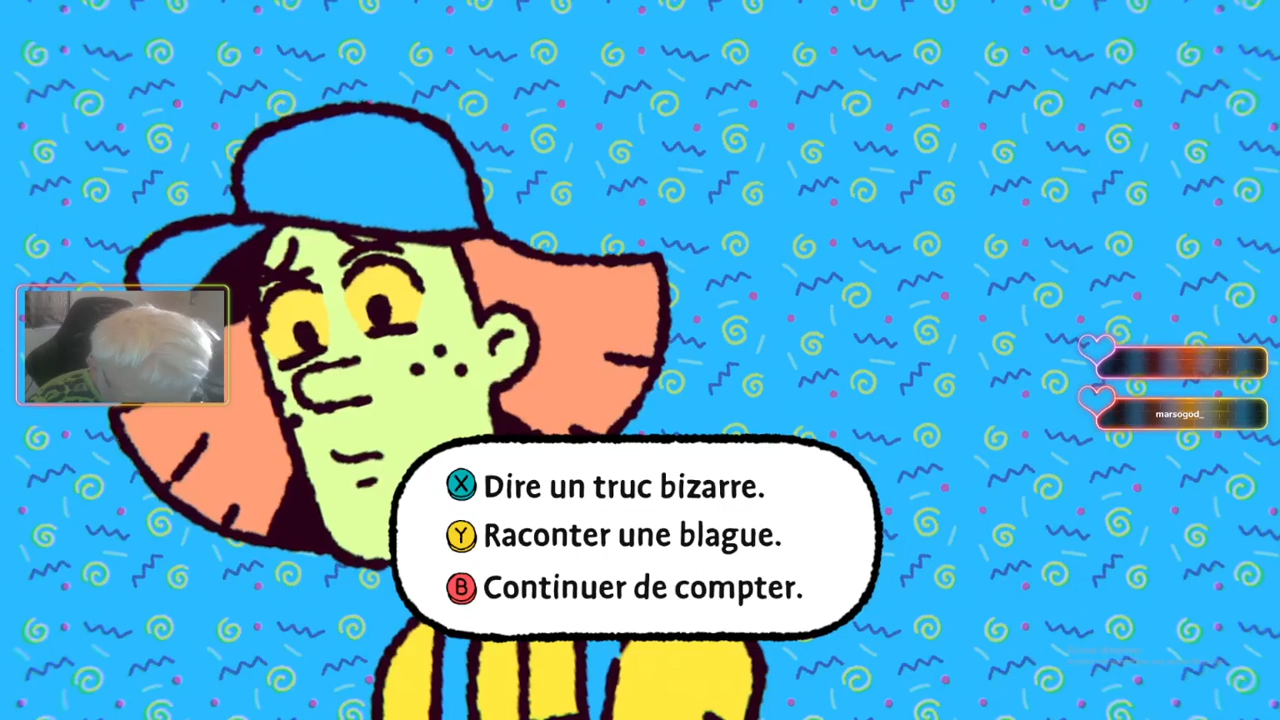 X Dire un truc bizarre.
Y Raconter une blague.
B Continuer de compter.
marsogod_